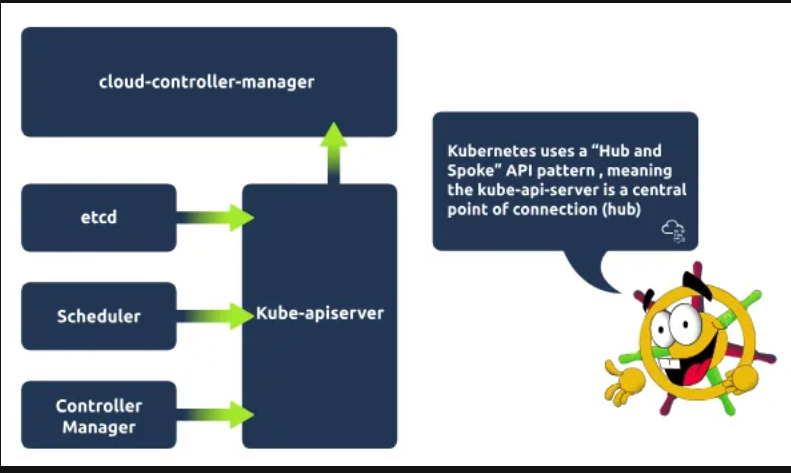 cloud-controller-manager
etcd
Scheduler
Controller
Manager
Kube-apiserver
Kubernetes uses a “Hub and
Spoke” API pattern , meaning
the kube-api-server is a central
point of connection (hub)